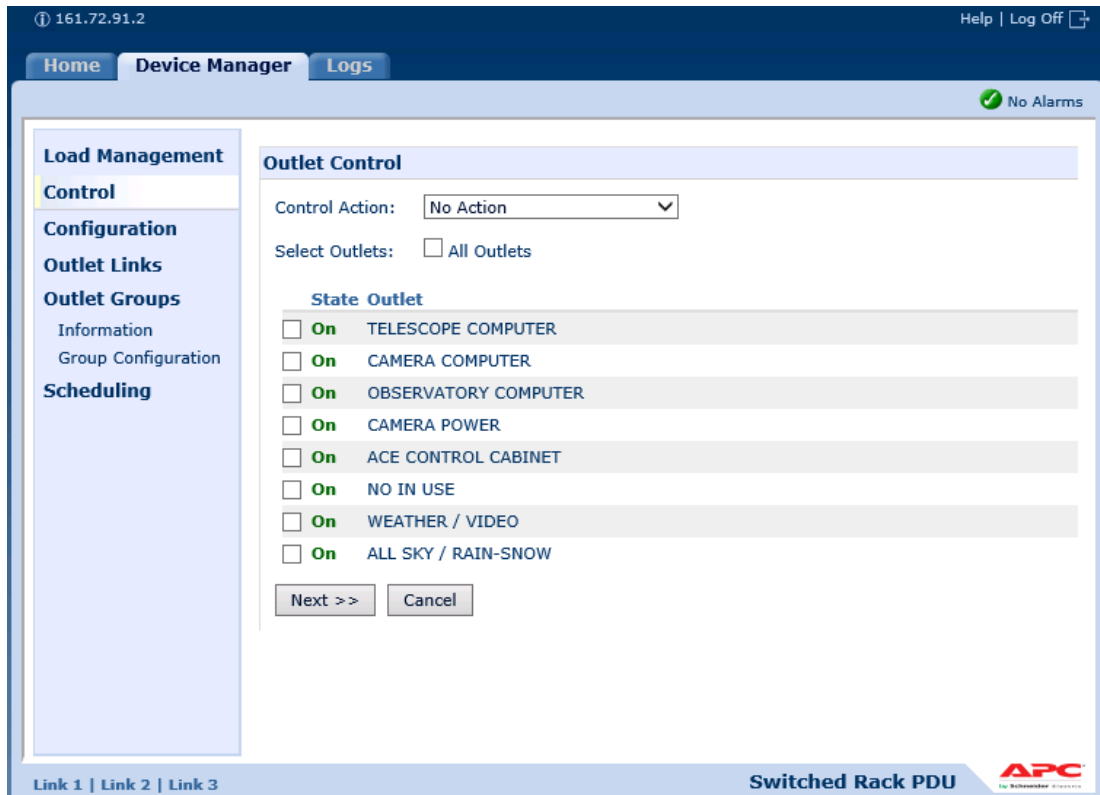 161.72.91.2 Help | Log Off
Home Device Manager Logs
No Alarms
Load Management
Control
Configuration
Outlet Links
Outlet Groups
Information
Group Configuration
Scheduling
Outlet Control
Control Action: No Action
Select Outlets: All Outlets
State Outlet
On TELESCOPE COMPUTER
On CAMERA COMPUTER
On OBSERVATORY COMPUTER
On CAMERA POWER
On ACE CONTROL CABINET
On NO IN USE
On WEATHER / VIDEO
On ALL SKY / RAIN-SNOW
Next >> Cancel
Link 1 | Link 2 | Link 3
Switched Rack PDU
APC
by Schneider Electric